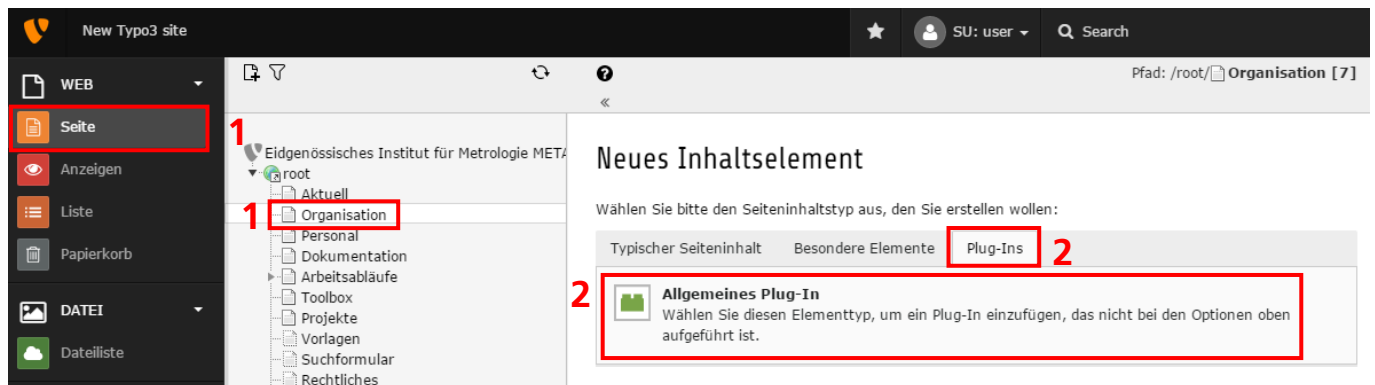 New Typo3 site
SU: user
Search
WEB
Seite
Anzeigen
Liste
Papierkorb
DATEI
Dateiliste
1
Eidgenössisches Institut für Metrologie META
root
Aktuell
1
Organisation
Personal
Dokumentation
Arbeitsabläufe
Toolbox
Projekte
Vorlagen
Suchformular
Rechtliches
Pfad: /root/ Organisation [7]
«
Neues Inhaltselement
Wählen Sie bitte den Seiteninhaltstyp aus, den Sie erstellen wollen:
Typischer Seiteninhalt Besondere Elemente Plug-Ins 2
2
Allgemeines Plug-In
Wählen Sie diesen Elementtyp, um ein Plug-In einzufügen, das nicht bei den Optionen oben
aufgeführt ist.